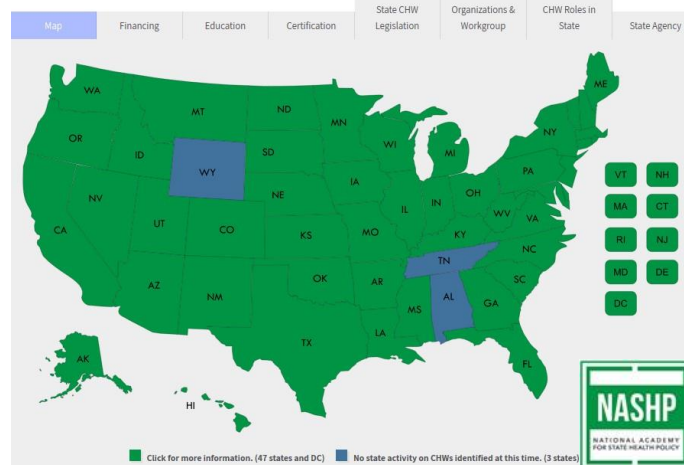 Map
Financing
Education
Certification
State CHW
Legislation
Organizations &
Workgroup
CHW Roles in
State
State Agency
WA
MT
ND
MN
ME
OR
ID
SD
WI
MI
NY
WY
NE
IA
PA
VT
NH
NV
UT
CO
IL
IN
OH
WV
VA
MA
CT
CA
KS
MO
KY
RI
NJ
AZ
NM
OK
AR
TN
NC
SC
MD
DE
MS
AL
GA
DC
TX
LA
FL
AK
HI
NASHP
NATIONAL ACADEMY
FOR STATE HEALTH POLICY
Click for more information. (47 states and DC)
No state activity on CHWs identified at this time. (3 states)